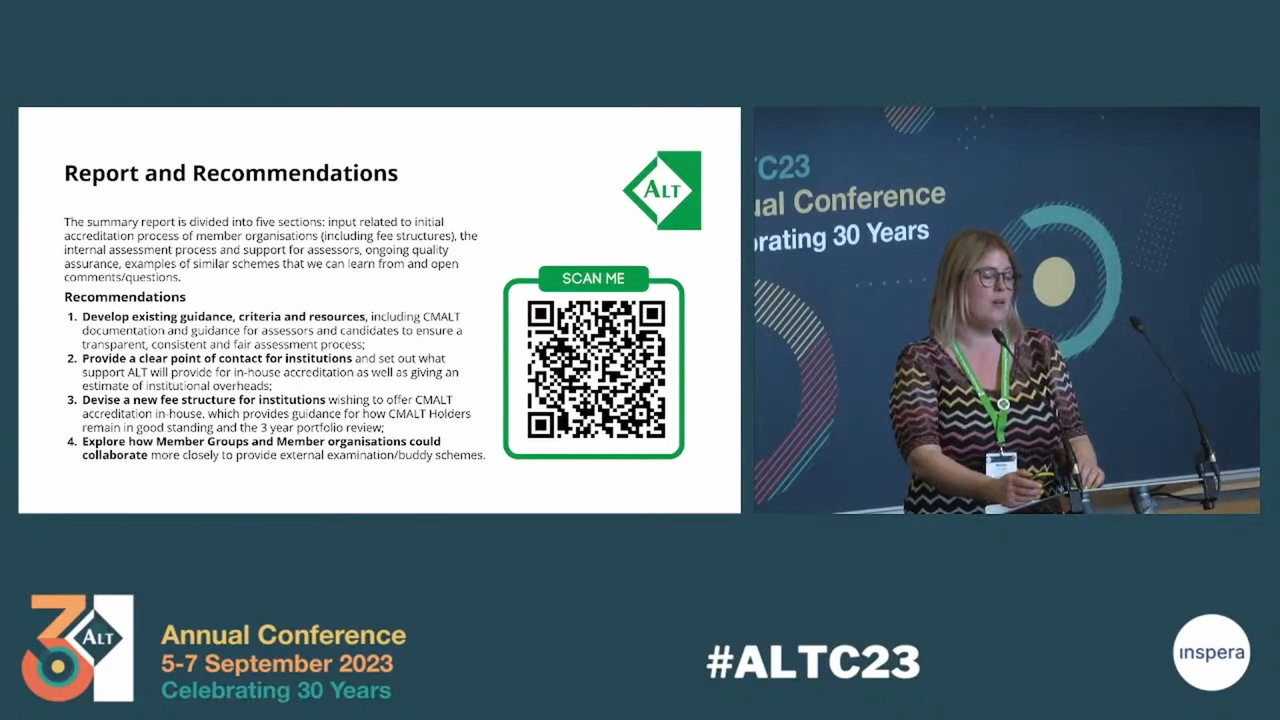 Report and Recommendations
ALT
The summary report is divided into five sections: input related to initial
accreditation process of member organisations (including fee structures), the
internal assessment process and support for assessors, ongoing quality
assurance, examples of similar schemes that we can learn from and open
comments/questions.
Recommendations
1. Develop existing guidance, criteria and resources, including CMALT
documentation and guidance for assessors and candidates to ensure a
transparent, consistent and fair assessment process;
2. Provide a clear point of contact for institutions and set out what
support ALT will provide for in-house accreditation as well as giving an
estimate of institutional overheads;
3. Devise a new fee structure for institutions wishing to offer CMALT
accreditation in-house, which provides guidance for how CMALT Holders
remain in good standing and the 3 year portfolio review;
4. Explore how Member Groups and Member organisations could
collaborate more closely to provide external examination/buddy schemes.
SCAN ME
TC23
ual Conference
brating 30 Years
30
ALT
Annual Conference
5-7 September 2023
Celebrating 30 Years
#ALTC23
inspera